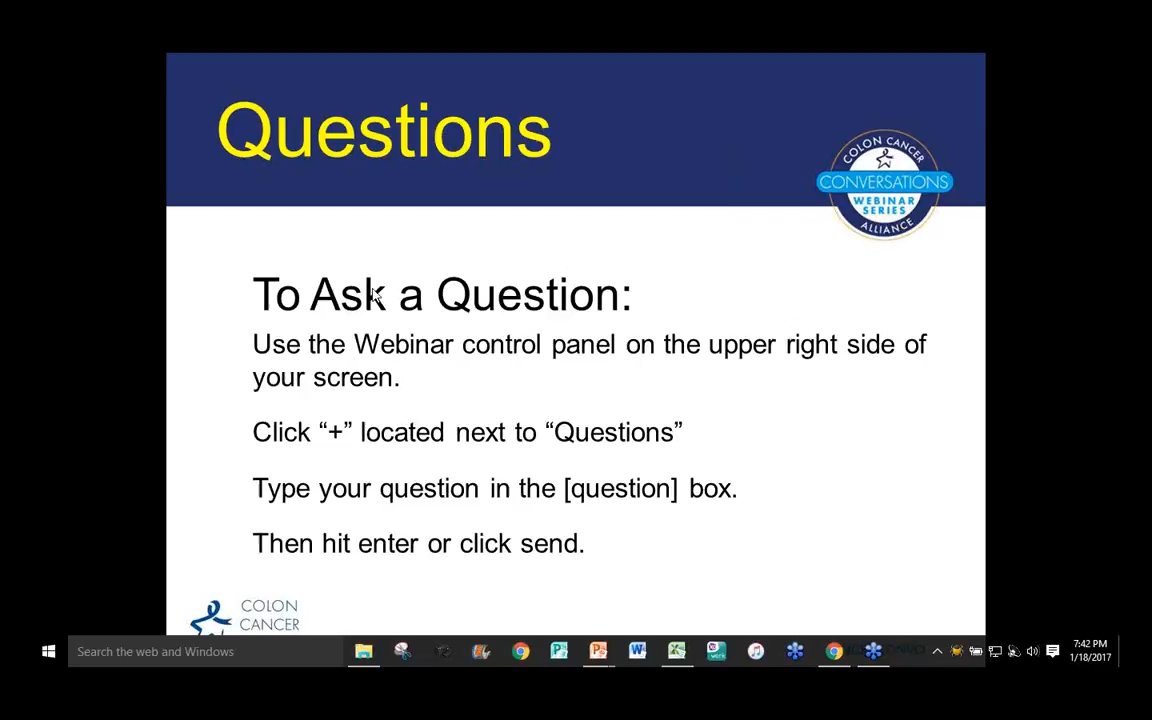 Questions
COLON CANCER
CONVERSATIONS
WEBINAR
SERIES
ALLIANCE
To Ask a Question:
Use the Webinar control panel on the upper right side of
your screen.
Click “+” located next to “Questions”
Type your question in the [question] box.
Then hit enter or click send.
COLON
CANCER
Search the web and Windows
7:42 PM
1/18/2017